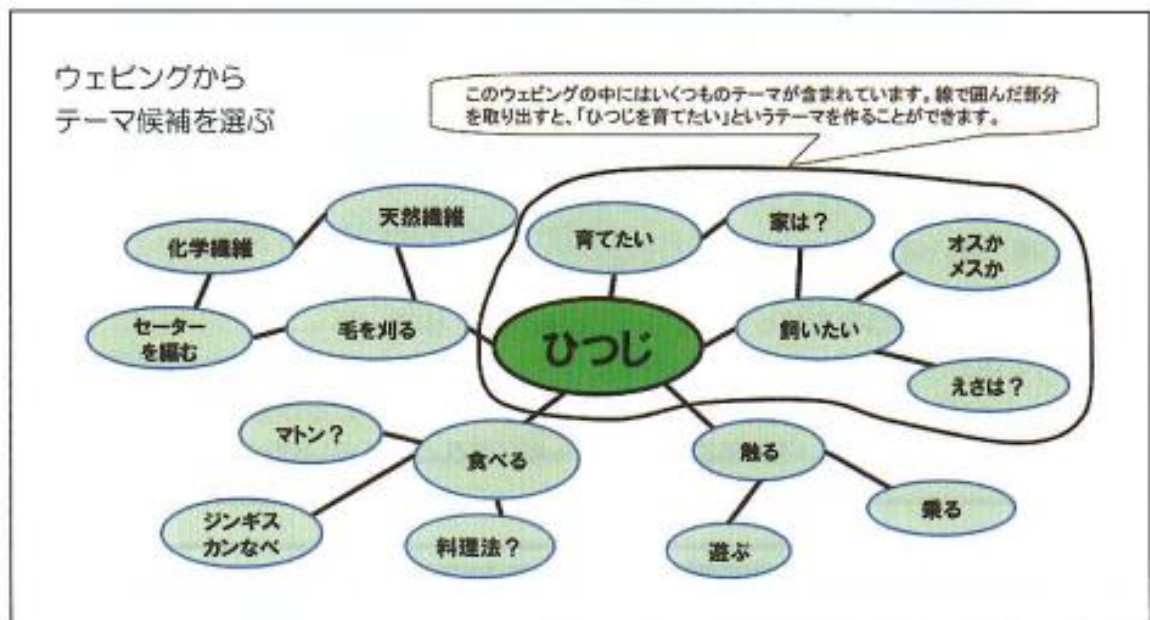 ウェビングから
テーマ候補を選ぶ
このウェビングの中にはいくつものテーマが含まれています。線で囲んだ部分
を取り出すと、「ひつじを育てたい」というテーマを作ることができます。
天然繊維
化学繊維
育てたい
家は?
オスか
メスか
セーター
を編む
毛を刈る
ひつじ
飼いたい
えさは?
マトン?
食べる
触る
ジンギス
カンなべ
料理法?
遊ぶ
乗る